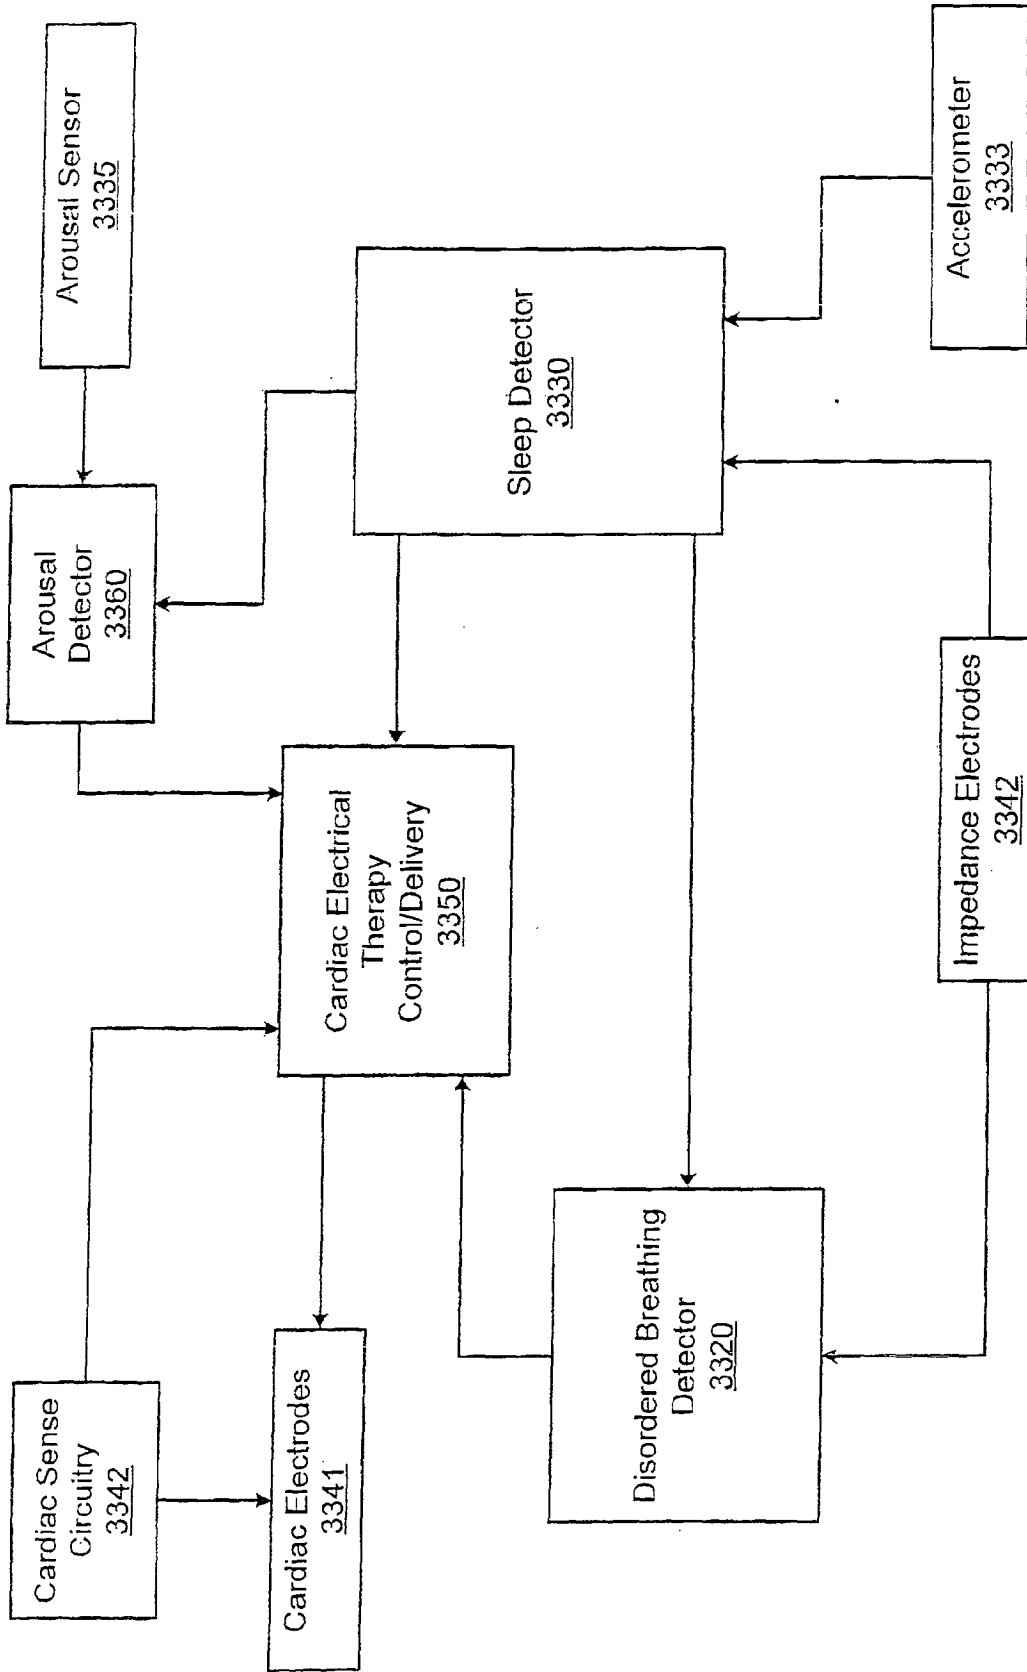 Cardiac Sense
Circuitry
3342
Arousal
Detector
3360
Arousal Sensor
3335
Cardiac Electrodes
3341
Cardiac Electrical
Therapy
Control/Delivery
3350
Sleep Detector
3330
Disordered Breathing
Detector
3320
Impedance Electrodes
3342
Accelerometer
3333